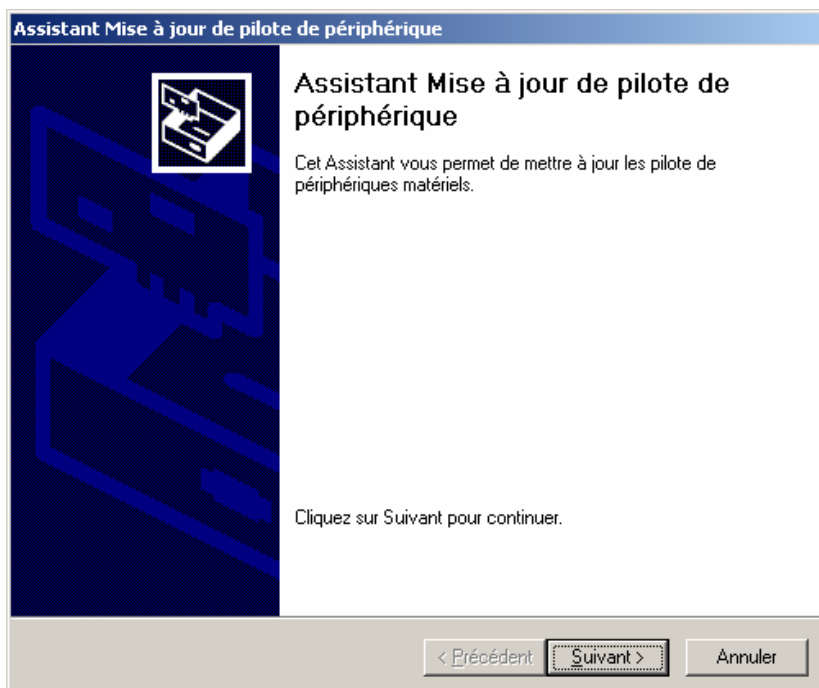 Assistant Mise à jour de pilote de périphérique
Assistant Mise à jour de pilote de
périphérique
Cet Assistant vous permet de mettre à jour les pilote de
périphériques matériels.
Cliquez sur Suivant pour continuer.
< Précédent Suivant > Annuler